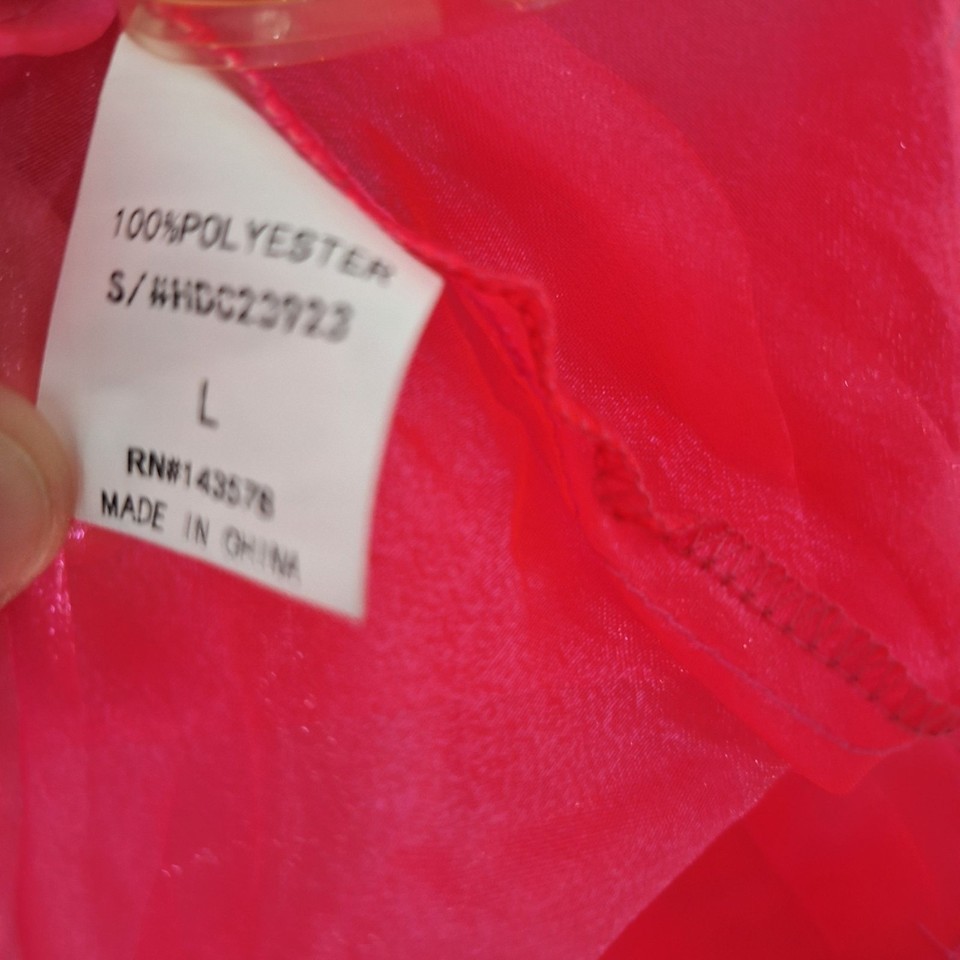 100%POLYESTER
S/#HDC23923
L
RN#143578
MADE IN CHINA